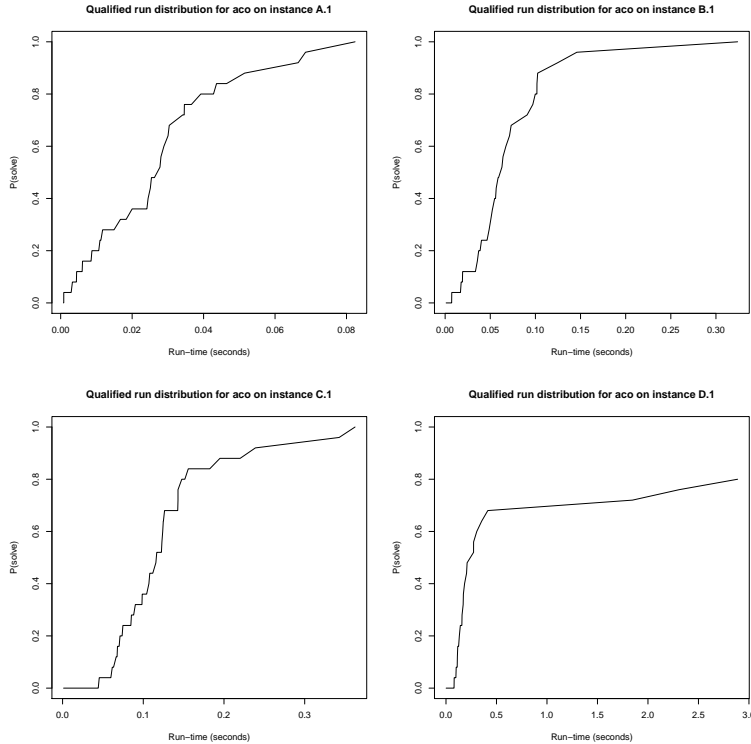 Qualified run distribution for aco on instance A.1
P(solve)
1.0
0.8
0.6
0.4
0.2
0.0
0.00 0.02 0.04 0.06 0.08
Run−time (seconds)
Qualified run distribution for aco on instance B.1
P(solve)
1.0
0.8
0.6
0.4
0.2
0.0
0.00 0.05 0.10 0.15 0.20 0.25 0.30
Run−time (seconds)
Qualified run distribution for aco on instance C.1
P(solve)
1.0
0.8
0.6
0.4
0.2
0.0
0.0 0.1 0.2 0.3
Run−time (seconds)
Qualified run distribution for aco on instance D.1
P(solve)
1.0
0.8
0.6
0.4
0.2
0.0
0.0 0.5 1.0 1.5 2.0 2.5 3.0
Run−time (seconds)